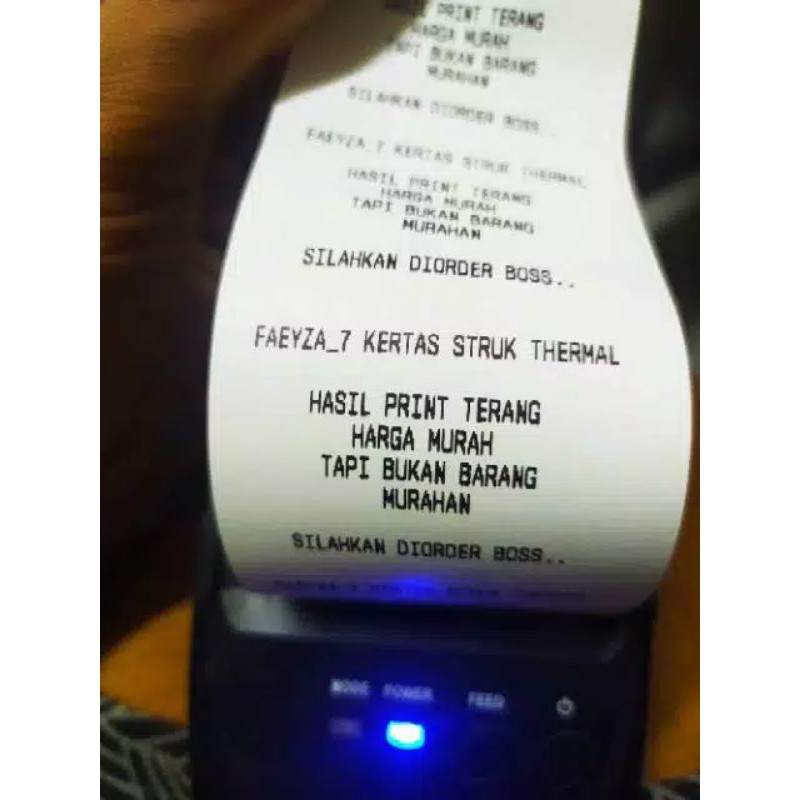 PRINT TERANG
HARGA MURAH
TAPI BUKAN BARANG
MURAHAN
SILAHKAN DIORDER BOSS..
FAEYZA_7 KERTAS STRUK THERMAL
HASIL PRINT TERANG
HARGA MURAH
TAPI BUKAN BARANG
MURAHAN
SILAHKAN DIORDER BOSS..
FAEYZA_7 KERTAS STRUK THERMAL
HASIL PRINT TERANG
HARGA MURAH
TAPI BUKAN BARANG
MURAHAN
SILAHKAN DIORDER BOSS..
MODE POWER FEED